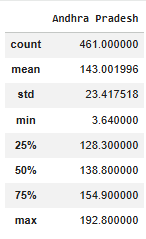 Andhra Pradesh
count 461.000000
mean 143.001996
std 23.417518
min 3.640000
25% 128.300000
50% 138.800000
75% 154.900000
max 192.800000